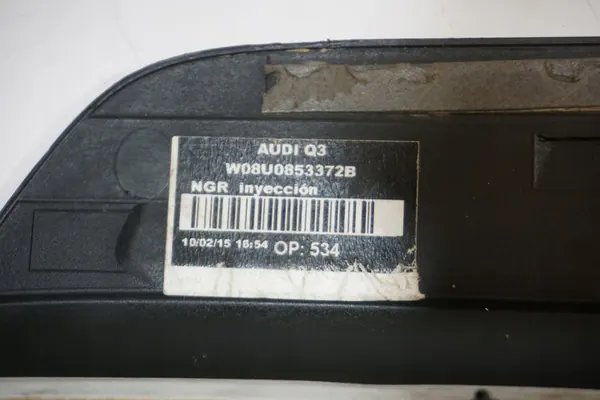 AUDI Q3
W08U0853372B
NGR inyección
10/02/15 16:54 OP: 534